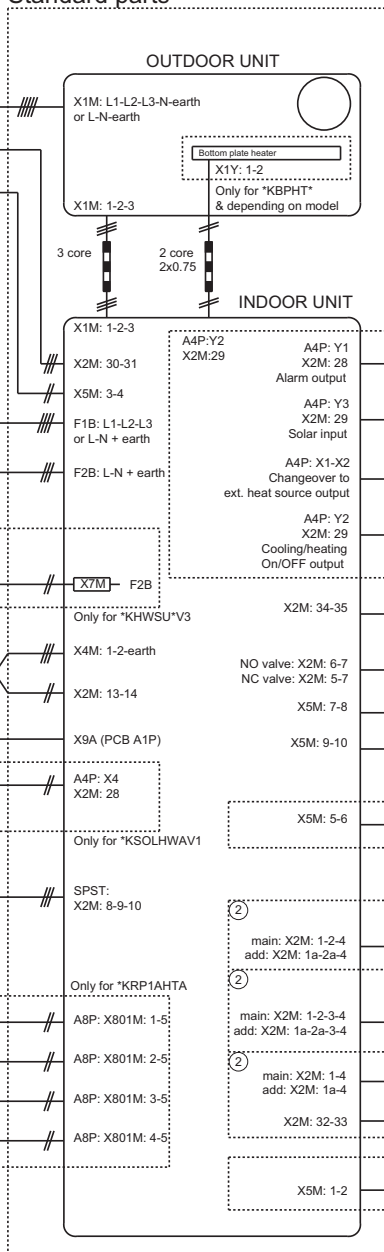 Standard parts
OUTDOOR UNIT
X1M: L1-L2-L3-N-earth
or L-N-earth
Bottom plate heater
X1Y: 1-2
Only for *KBPHT*
& depending on model
X1M: 1-2-3
3 core
2 core
2x0.75
INDOOR UNIT
X1M: 1-2-3
A4P:Y2
X2M:29
A4P: Y1
X2M: 28
Alarm output
X2M: 30-31
X5M: 3-4
A4P: Y3
X2M: 29
Solar input
F1B: L1-L2-L3
or L-N + earth
F2B: L-N + earth
A4P: X1-X2
Changeover to
ext. heat source output
A4P: Y2
X2M: 29
Cooling/heating
On/OFF output
X7M F2B
Only for *KHWSU*V3
X2M: 34-35
X4M: 1-2-earth
NO valve: X2M: 6-7
NC valve: X2M: 5-7
X2M: 13-14
X5M: 7-8
X9A (PCB A1P)
X5M: 9-10
A4P: X4
X2M: 28
X5M: 5-6
Only for *KSOLHWAV1
SPST:
X2M: 8-9-10
2
main: X2M: 1-2-4
add: X2M: 1a-2a-4
Only for *KRP1AHTA
2
main: X2M: 1-2-3-4
add: X2M: 1a-2a-3-4
A8P: X801M: 1-5
A8P: X801M: 2-5
2
main: X2M: 1-4
add: X2M: 1a-4
A8P: X801M: 3-5
X2M: 32-33
A8P: X801M: 4-5
X5M: 1-2